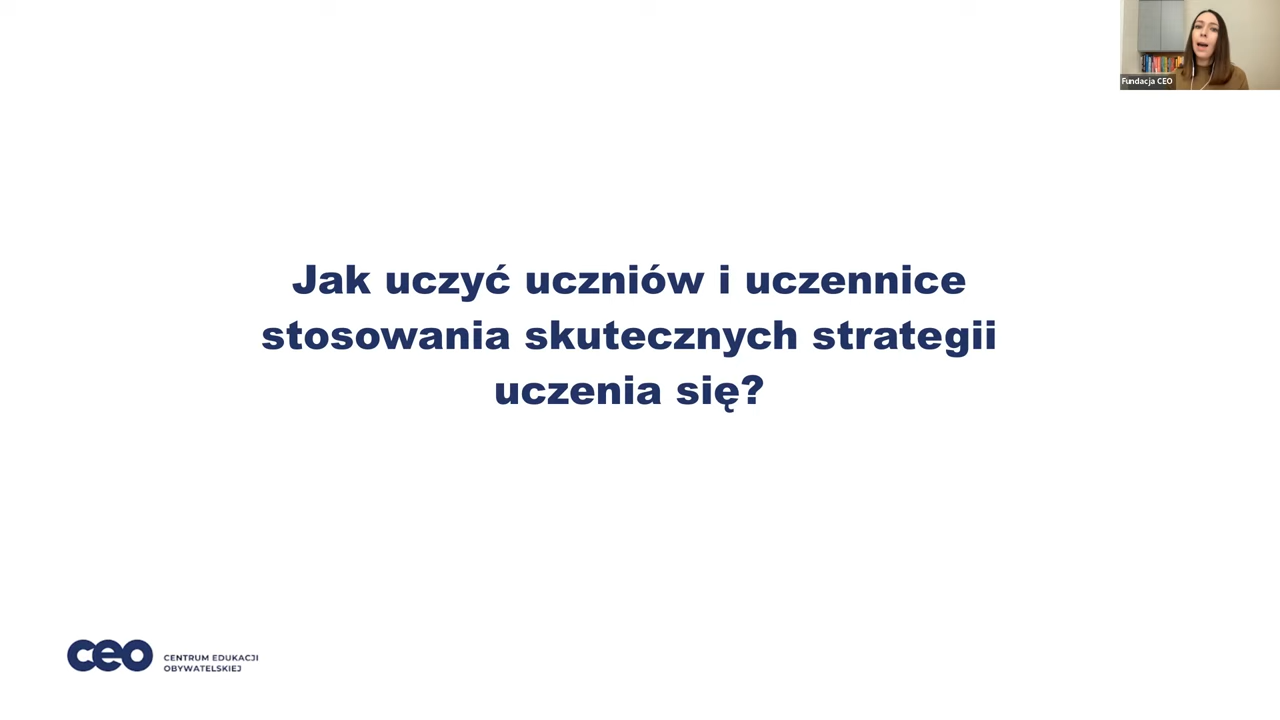 Fundacja CEO
Jak uczyć uczniów i uczennice
stosowania skutecznych strategii
uczenia się?
ceo
CENTRUM EDUKACJI
OBYWATELSKIEJ